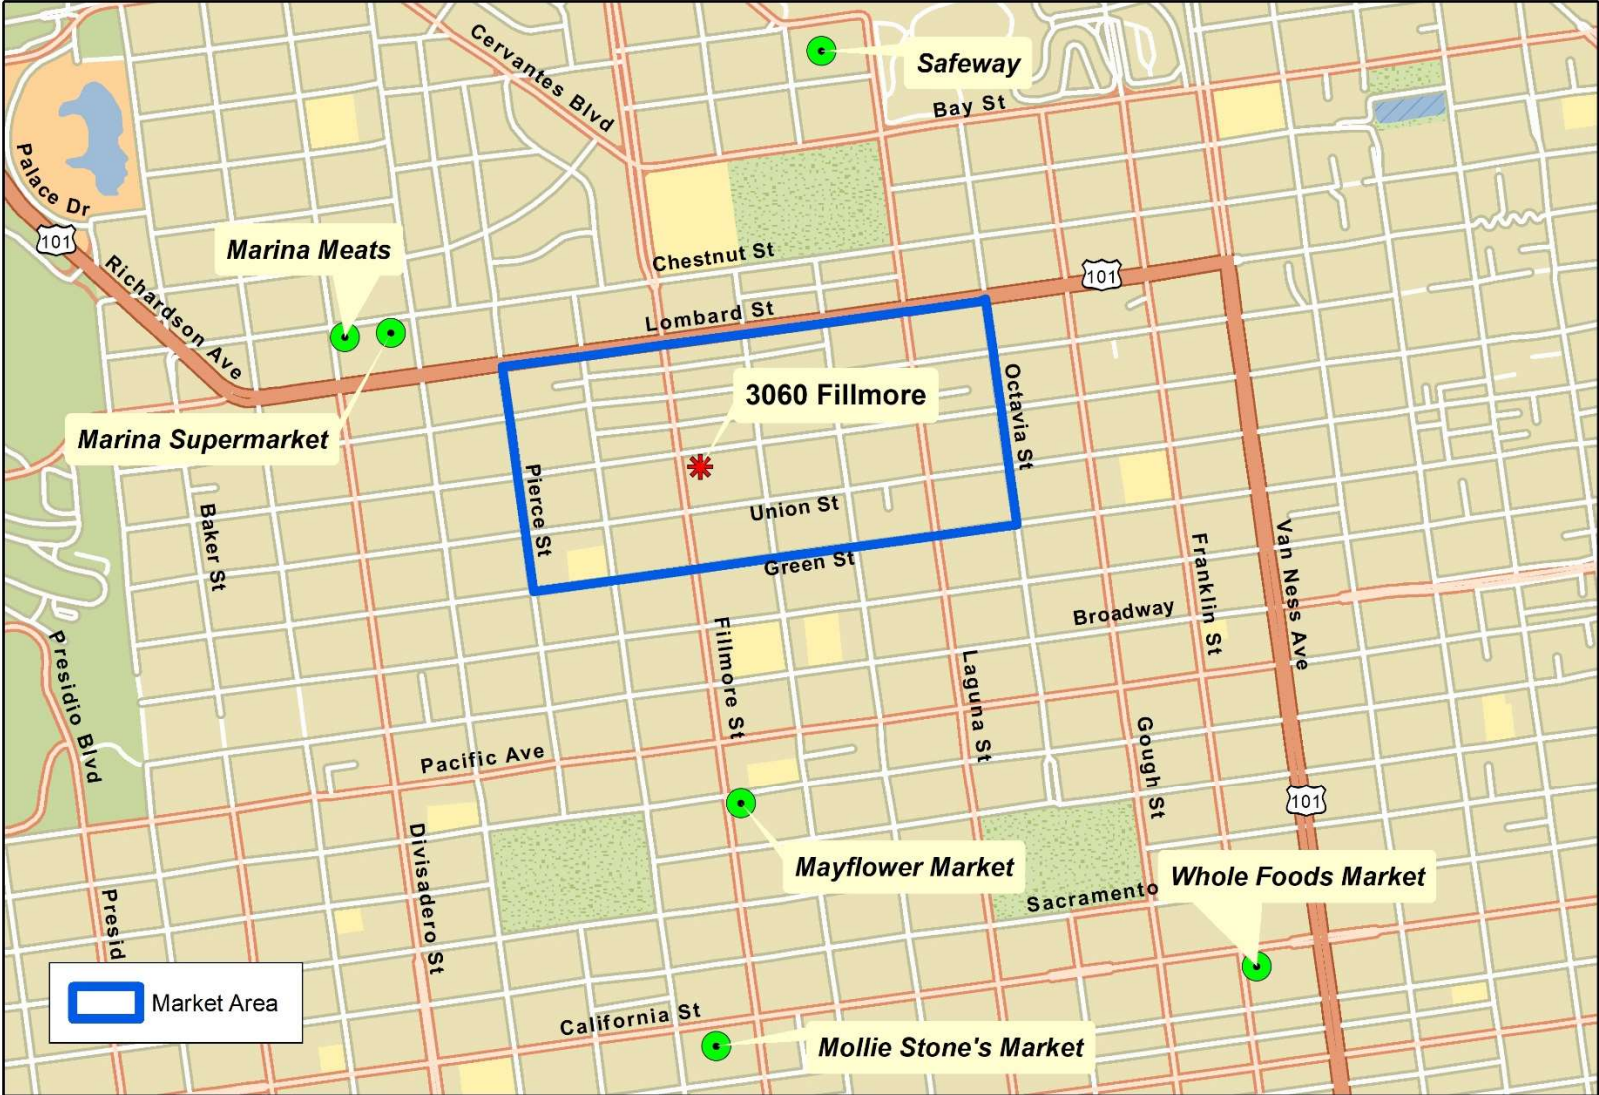 Cervantes Blvd
Safeway
Bay St
Palace Dr
101
Marina Meats
Chestnut St
101
Richardson Ave
Lombard St
3060 Fillmore
Octavia St
Marina Supermarket
Pierce St
Union St
Baker St
Green St
Franklin St
Van Ness Ave
Broadway
Fillmore St
Presidio Blvd
Laguna St
Pacific Ave
Gough St
101
Divisadero St
Mayflower Market
Whole Foods Market
Sacramento
Presid
Market Area
California St
Mollie Stone's Market